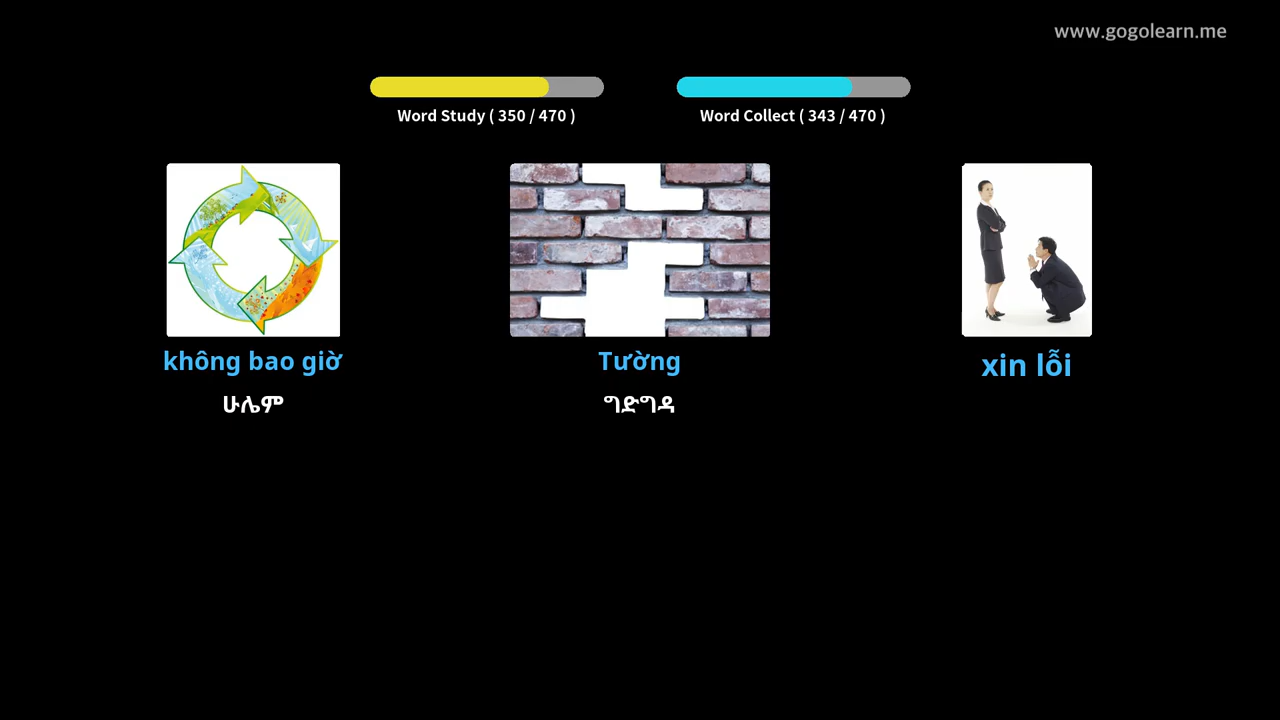 www.gogolearn.me
Word Study ( 350 / 470 )
Word Collect ( 343 / 470 )
không bao giờ
Tường
xin lỗi
ሁሌም
ግድግዳ